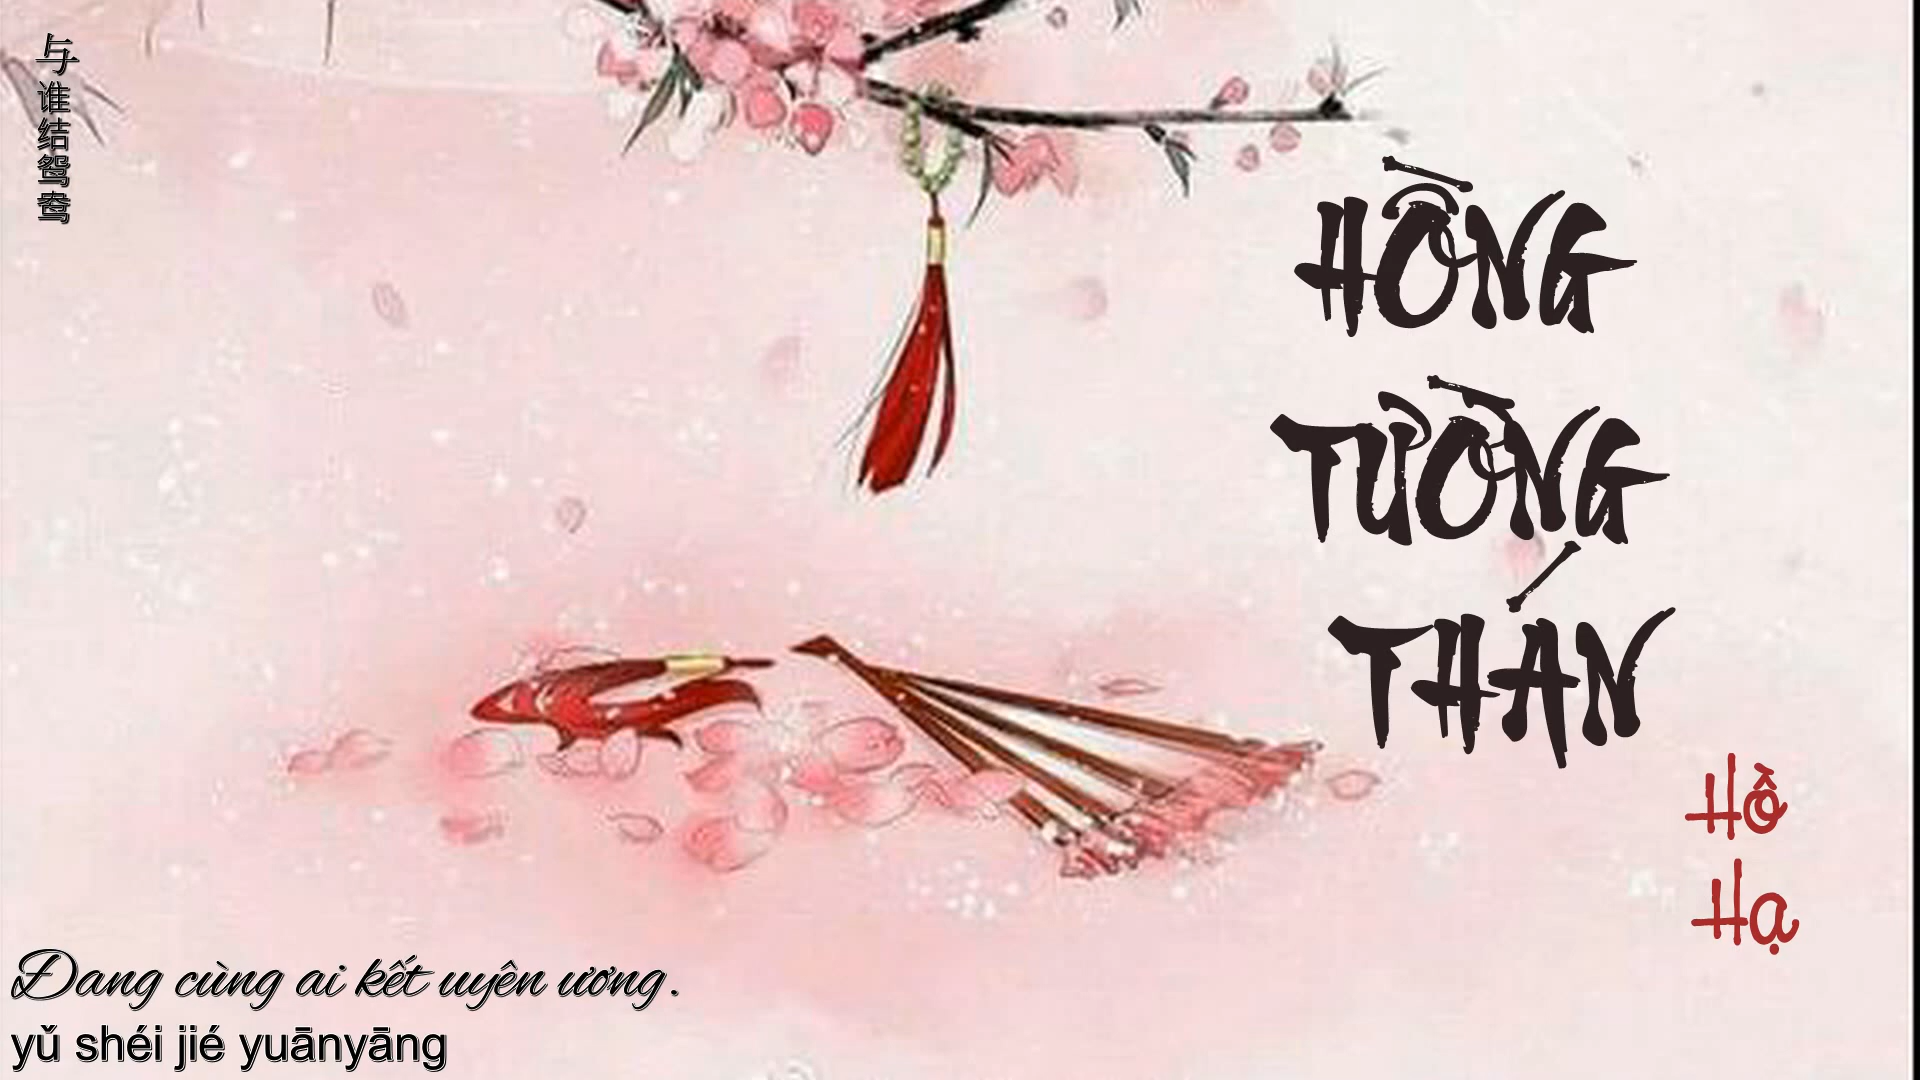 与谁结鸳鸯
HỒNG
TƯỜNG
THÁN
Hồ
Hạ
Đang cùng ai kết uyên ương.
yǔ shéi jié yuānyāng